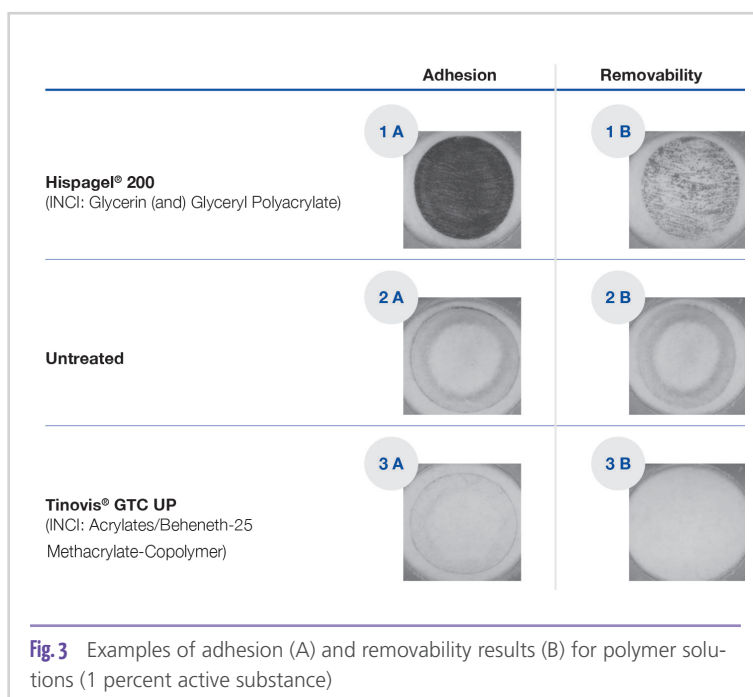 Adhesion Removability
1 A 1 B
Hispagel® 200
(INCI: Glycerin (and) Glyceryl Polyacrylate)
2 A 2 B
Untreated
3 A 3 B
Tinovis® GTC UP
(INCI: Acrylates/Beheneth-25
Methacrylate-Copolymer)
Fig. 3 Examples of adhesion (A) and removability results (B) for polymer solu-
tions (1 percent active substance)